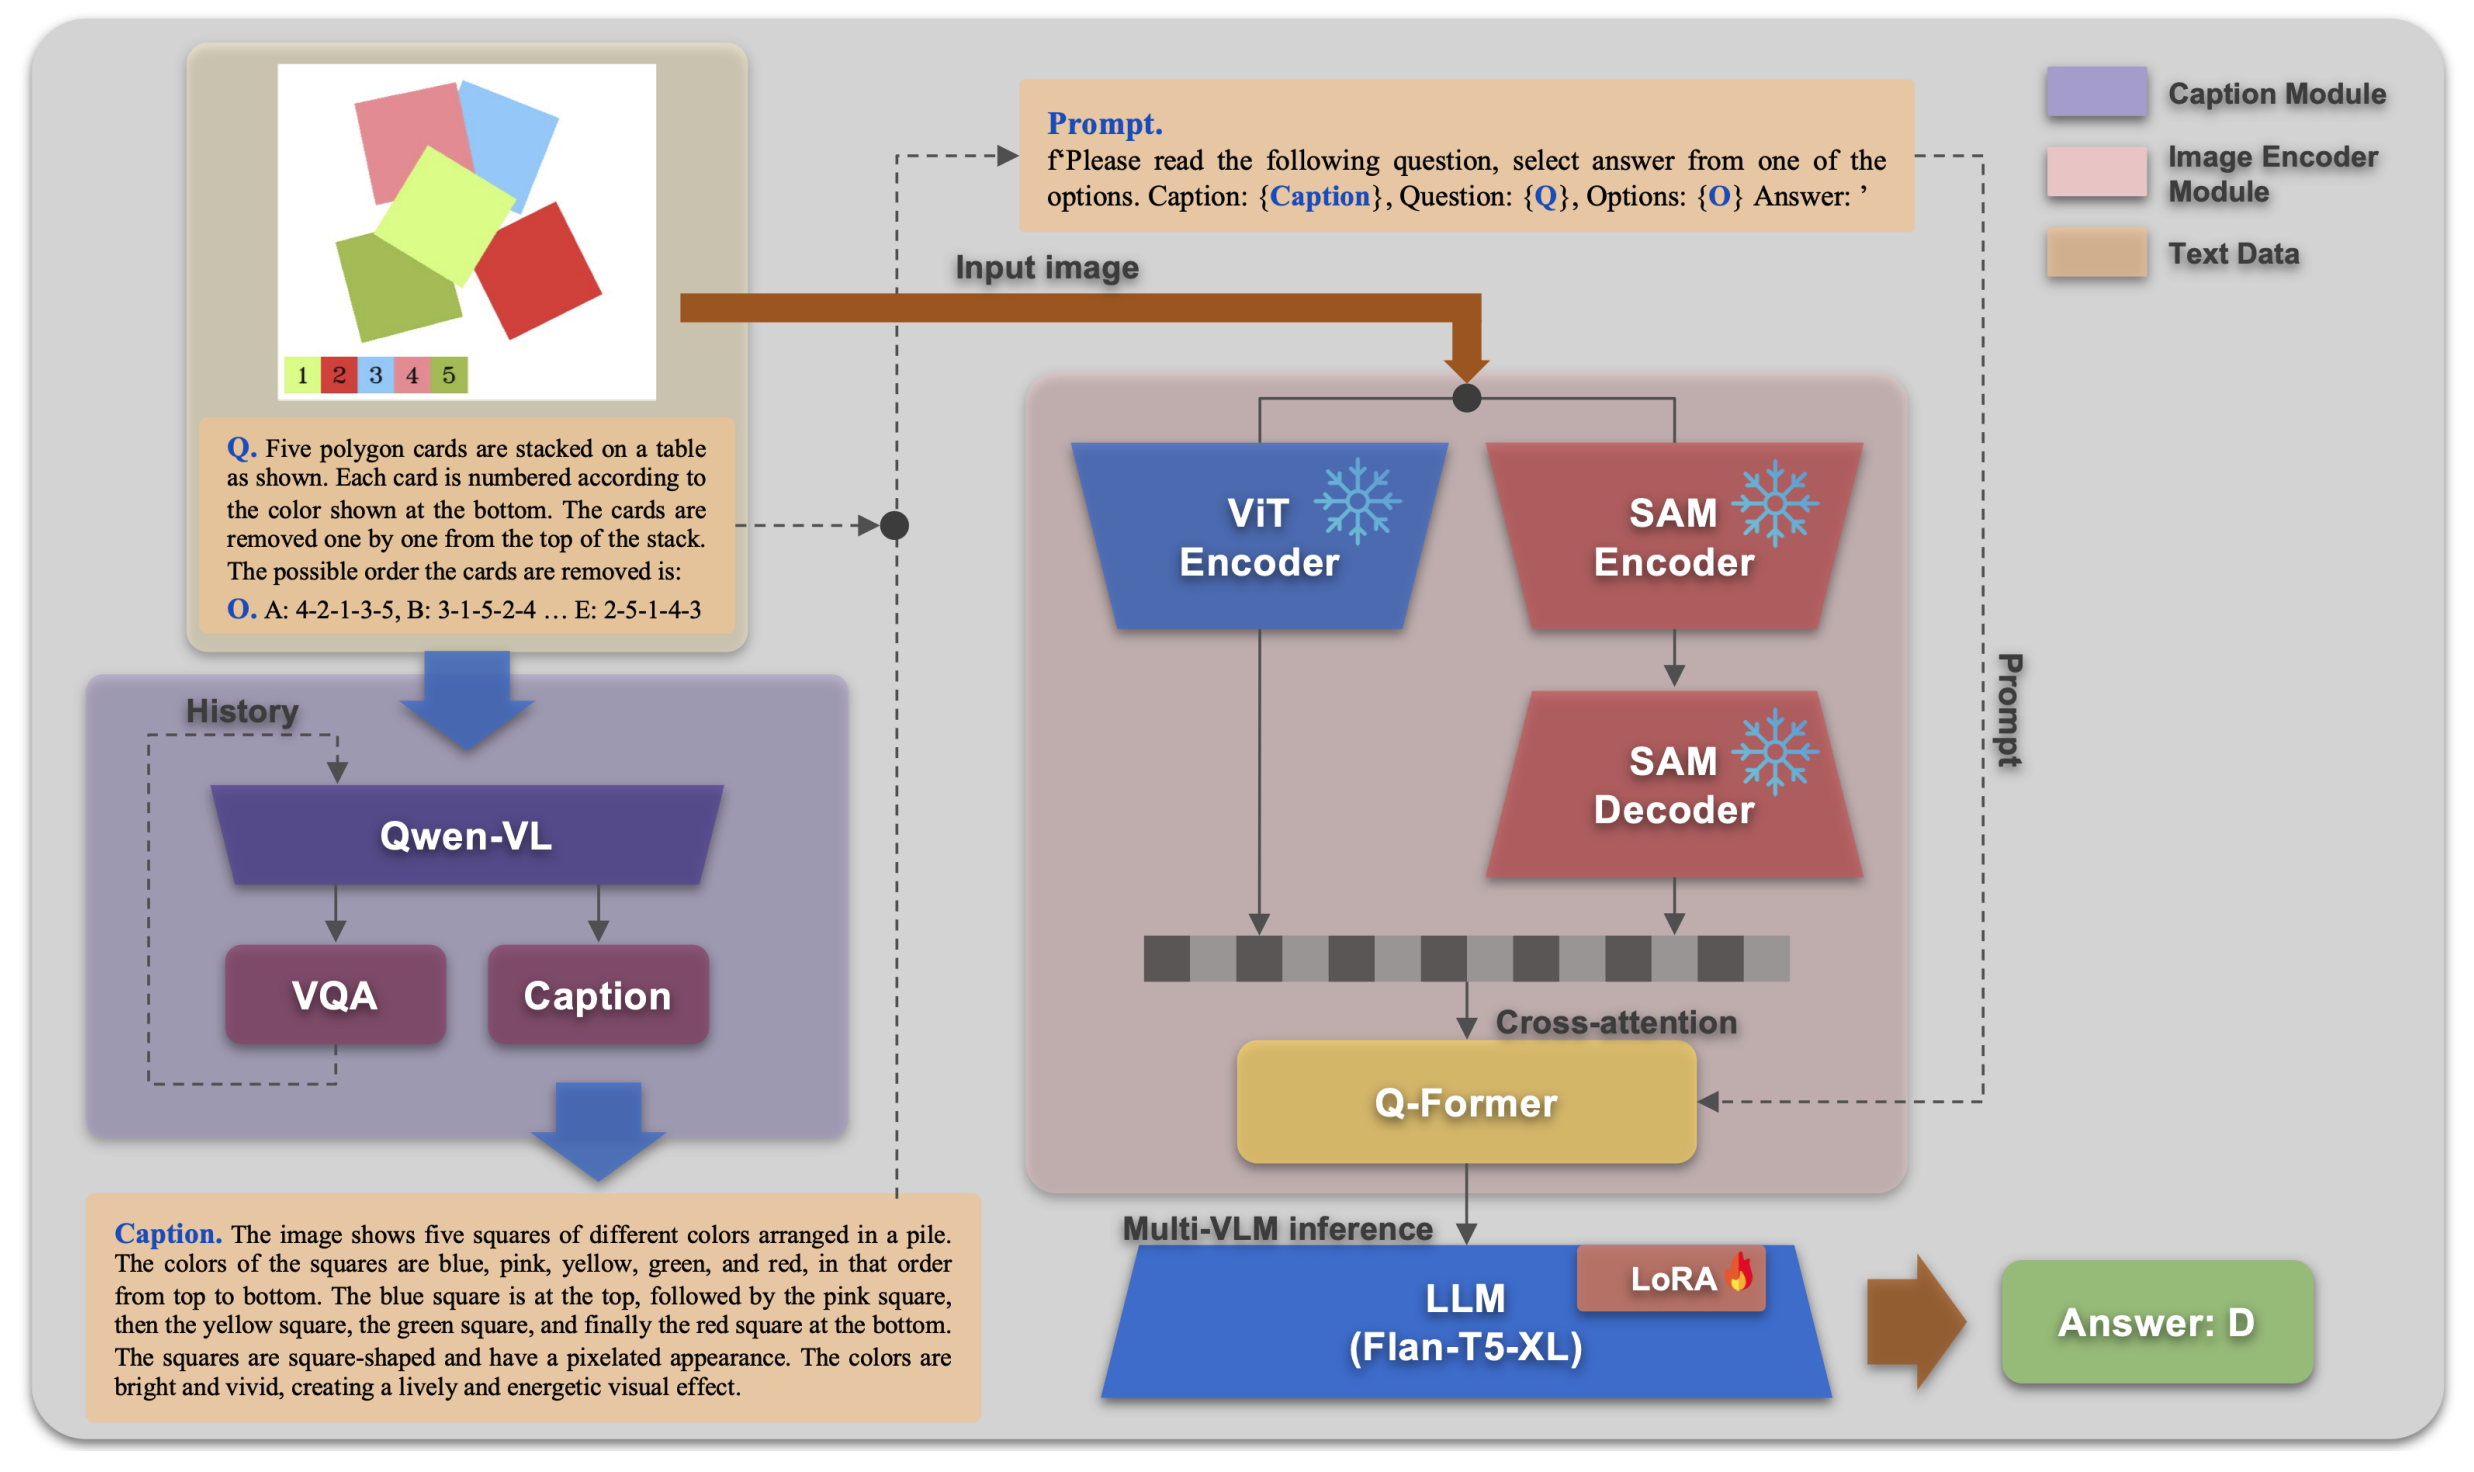 1 2 3 4 5
Q. Five polygon cards are stacked on a table
as shown. Each card is numbered according to
the color shown at the bottom. The cards are
removed one by one from the top of the stack.
The possible order the cards are removed is:
O. A: 4-2-1-3-5, B: 3-1-5-2-4 … E: 2-5-1-4-3
History
Qwen-VL
VQA
Caption
Caption. The image shows five squares of different colors arranged in a pile.
The colors of the squares are blue, pink, yellow, green, and red, in that order
from top to bottom. The blue square is at the top, followed by the pink square,
then the yellow square, the green square, and finally the red square at the bottom.
The squares are square-shaped and have a pixelated appearance. The colors are
bright and vivid, creating a lively and energetic visual effect.
Prompt.
f‘Please read the following question, select answer from one of the
options. Caption: {Caption}, Question: {Q}, Options: {O} Answer: ’
Input image
ViT
Encoder
SAM
Encoder
SAM
Decoder
Cross-attention
Q-Former
Prompt
Multi-VLM inference
LLM
(Flan-T5-XL)
LoRA
Answer: D
Caption Module
Image Encoder
Module
Text Data